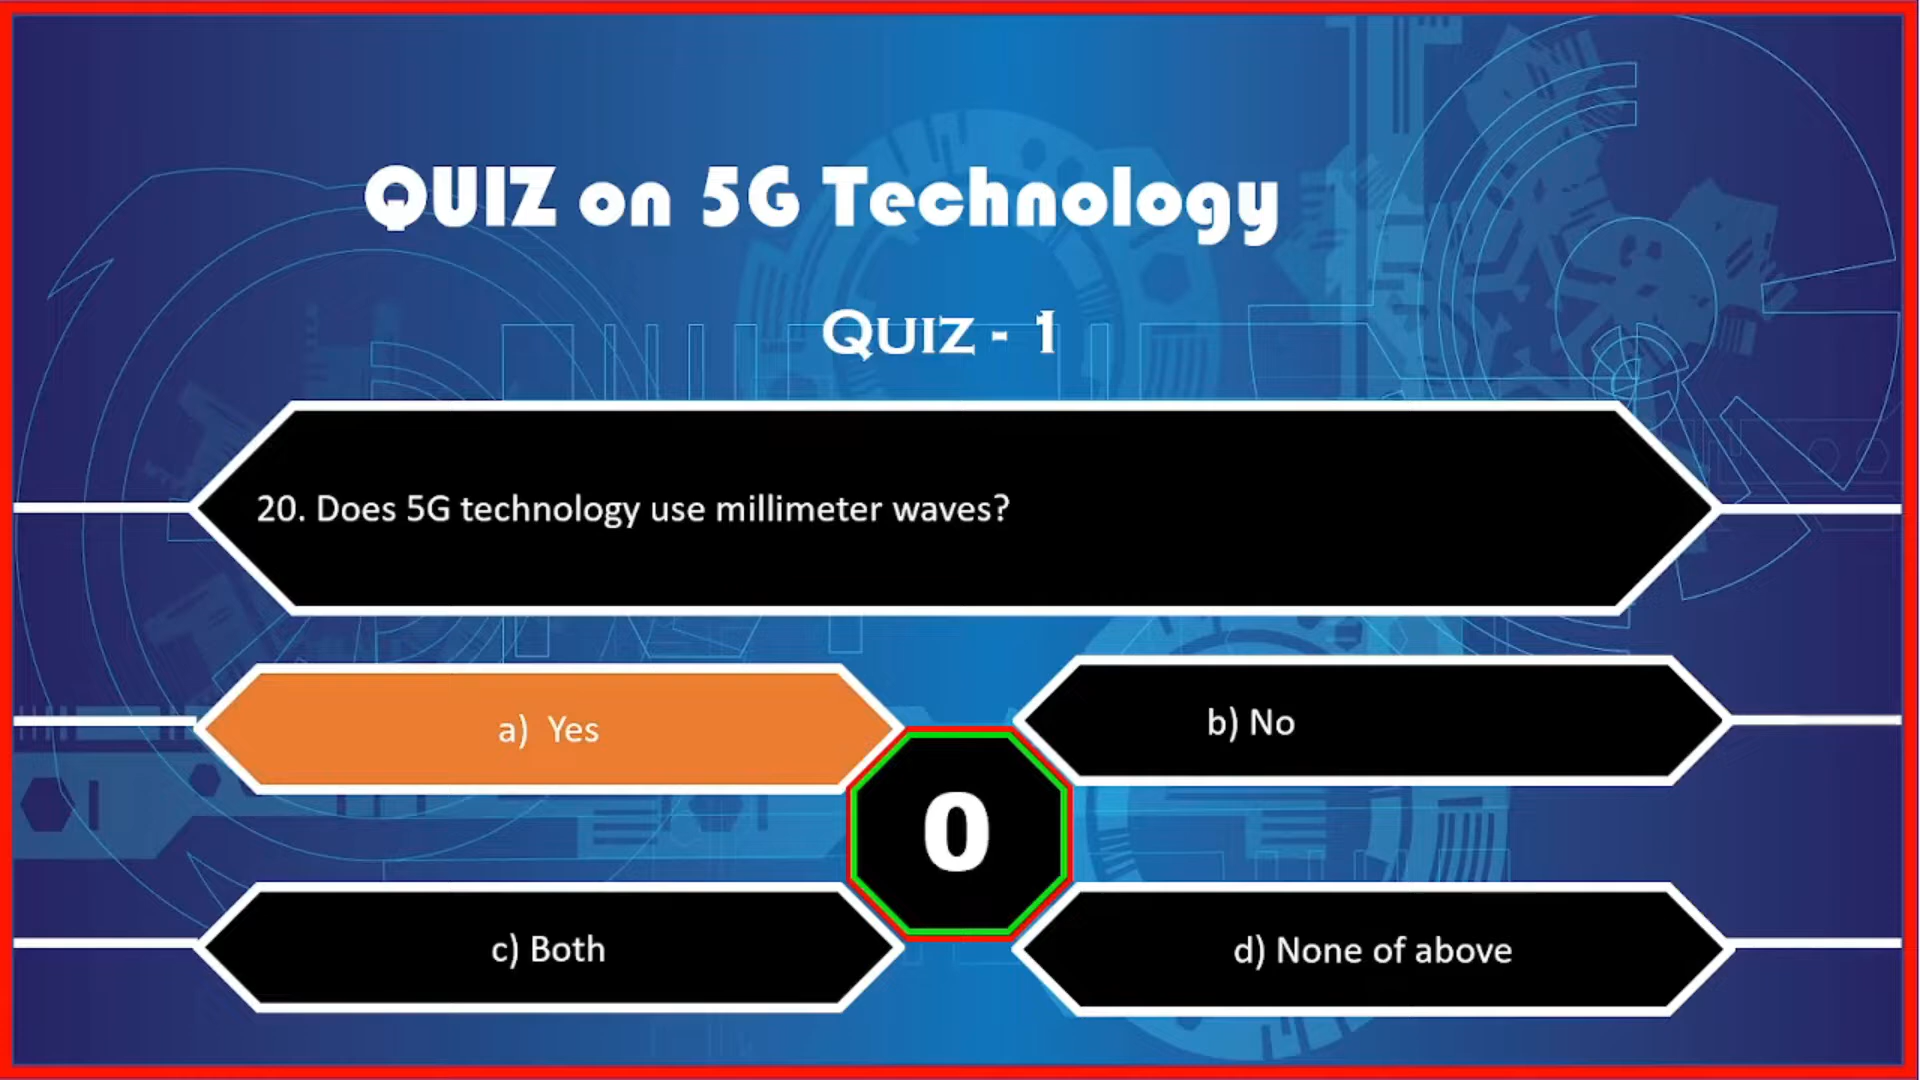 QUIZ on 5G Technology
QUIZ - 1
20. Does 5G technology use millimeter waves?
a) Yes
b) No
0
c) Both
d) None of above